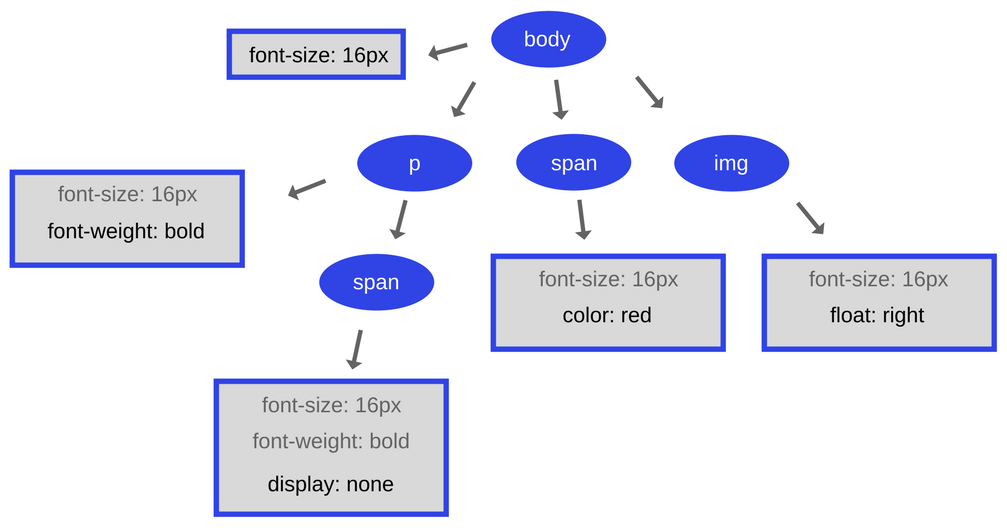 body
font-size: 16px
p
span
img
font-size: 16px
font-weight: bold
span
font-size: 16px
color: red
font-size: 16px
float: right
font-size: 16px
font-weight: bold
display: none